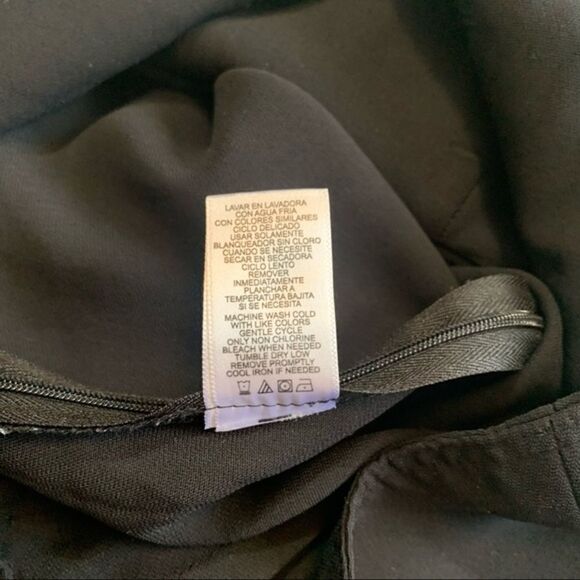 LAVAR EN LAVADORA
CON AGUA FRIA
CON COLORES SIMILARES
CICLO DELICADO
USAR SOLAMENTE
BLANQUEADOR SIN CLORO
CUANDO SE NECESITE
SECAR EN SECADORA
CICLO LENTO
REMOVER
INMEDIATAMENTE
PLANCHAR A
TEMPERATURA BAJITA
SI SE NECESITA
MACHINE WASH COLD
WITH LIKE COLORS
GENTLE CYCLE
ONLY NON CHLORINE
BLEACH WHEN NEEDED
TUMBLE DRY LOW
REMOVE PROMPTLY
COOL IRON IF NEEDED